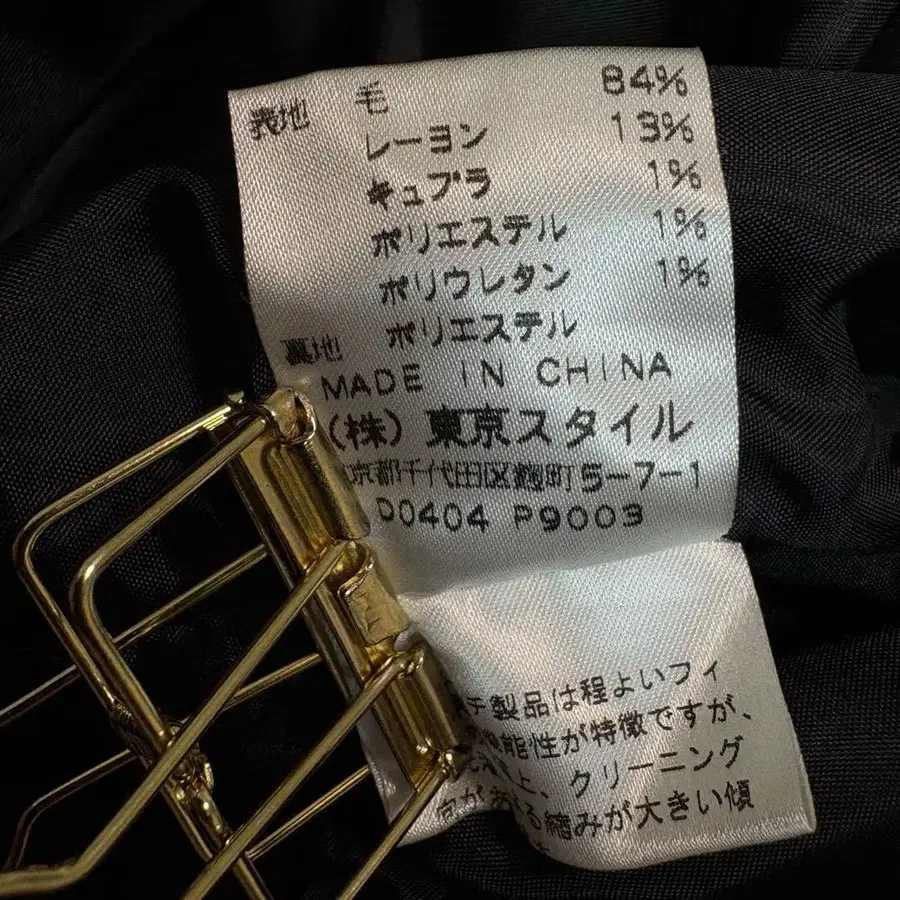 表地 毛 84%
レーヨン 13%
キュプラ 1%
ポリエステル 1%
ポリウレタン 1%
裏地 ポリエステル
MADE IN CHINA
(株)東京スタイル
京都千代田区麹町5-7-1
D0404 P9003
チ製品は程よいフィ
能性が特徴ですが、
上、クリーニング
る縮みが大きい傾